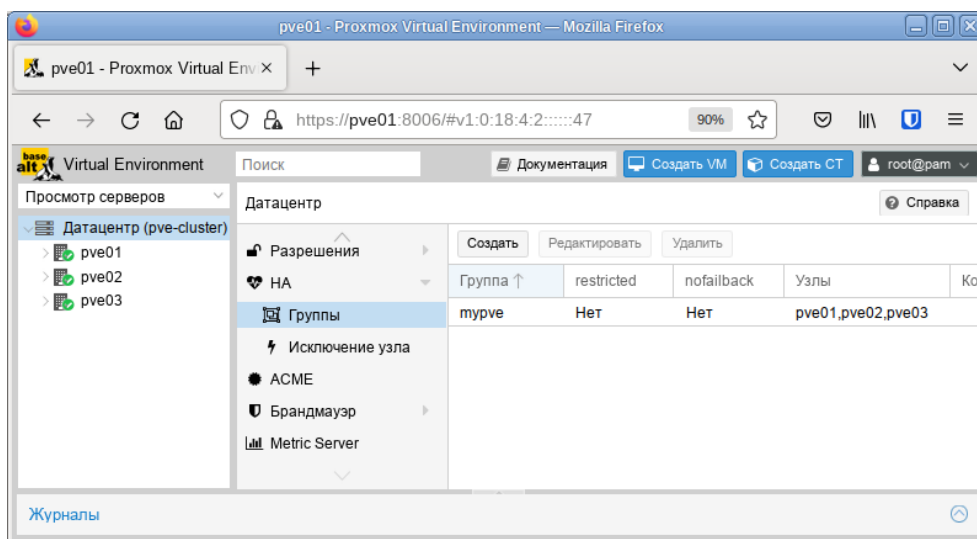 pve01 - Proxmox Virtual Environment — Mozilla Firefox
pve01 - Proxmox Virtual Env
https://pve01:8006/#v1:0:18:4:2::::::47
90%
base alt Virtual Environment
Поиск
Документация
Создать VM
Создать CT
root@pam
Просмотр серверов
Датацентр
Справка
Датацентр (pve-cluster)
pve01
pve02
pve03
Разрешения
HA
Группы
Исключение узла
ACME
Брандмауэр
Metric Server
Создать
Редактировать
Удалить
Группа
restricted
nofailback
Узлы
Ко
mypve
Нет
Нет
pve01,pve02,pve03
Журналы